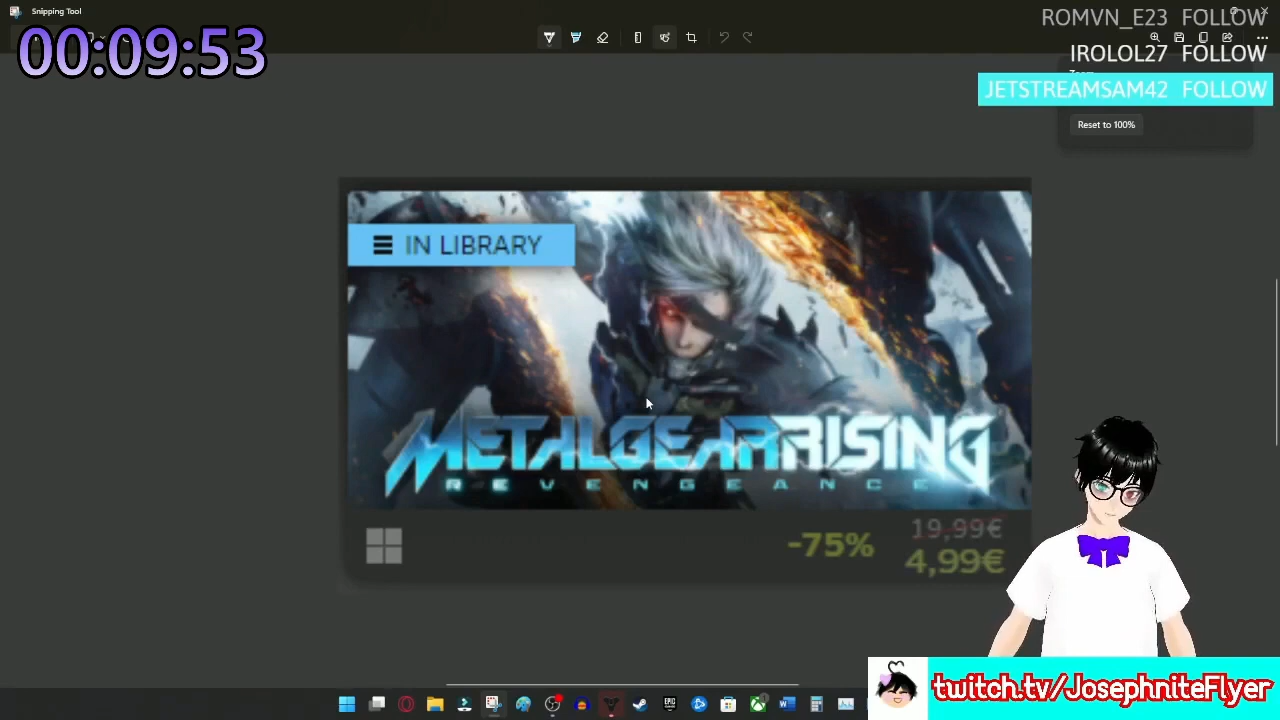 Snipping Tool
00:09:53
ROMVN_E23 FOLLOW
IROLOL27 FOLLOW
JETSTREAMSAM42 FOLLOW
Reset to 100%
IN LIBRARY
METAL GEAR RISING
REVENGEANCE
-75%
19,99€
4,99€
twitch.tv/JosephniteFlyer